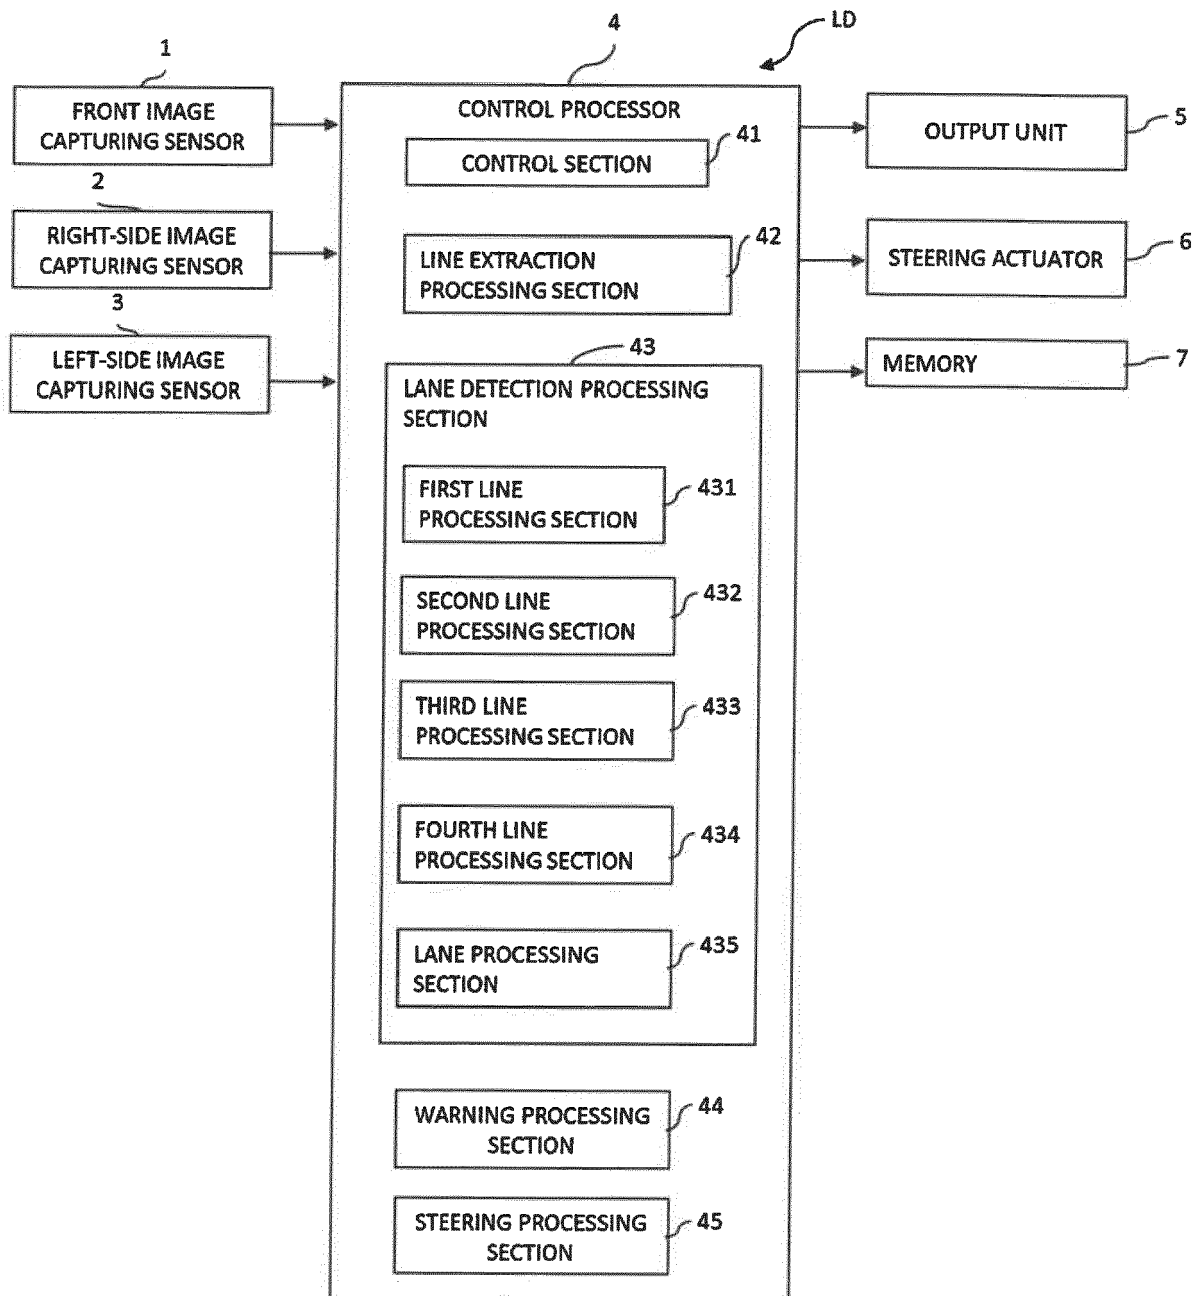 LD
4
1
FRONT IMAGE
CAPTURING SENSOR
2
RIGHT-SIDE IMAGE
CAPTURING SENSOR
3
LEFT-SIDE IMAGE
CAPTURING SENSOR
CONTROL PROCESSOR
41
CONTROL SECTION
42
LINE EXTRACTION
PROCESSING SECTION
43
LANE DETECTION PROCESSING
SECTION
FIRST LINE
PROCESSING SECTION
431
SECOND LINE
PROCESSING SECTION
432
THIRD LINE
PROCESSING SECTION
433
FOURTH LINE
PROCESSING SECTION
434
LANE PROCESSING
SECTION
435
WARNING PROCESSING
SECTION
44
STEERING PROCESSING
SECTION
45
OUTPUT UNIT
5
STEERING ACTUATOR
6
MEMORY
7